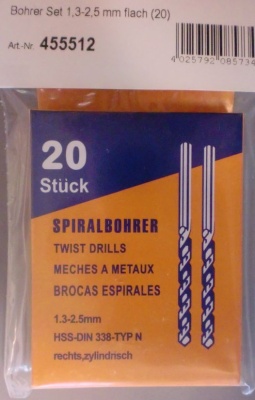 Bohrer Set 1,3-2,5 mm flach (20)
Art.-Nr. 455512
4 025792 085734
20
Stück
SPIRALBOHRER
TWIST DRILLS
MECHES A METAUX
BROCAS ESPIRALES
1.3-2.5mm
HSS-DIN 338-TYP N
rechts,zylindrisch